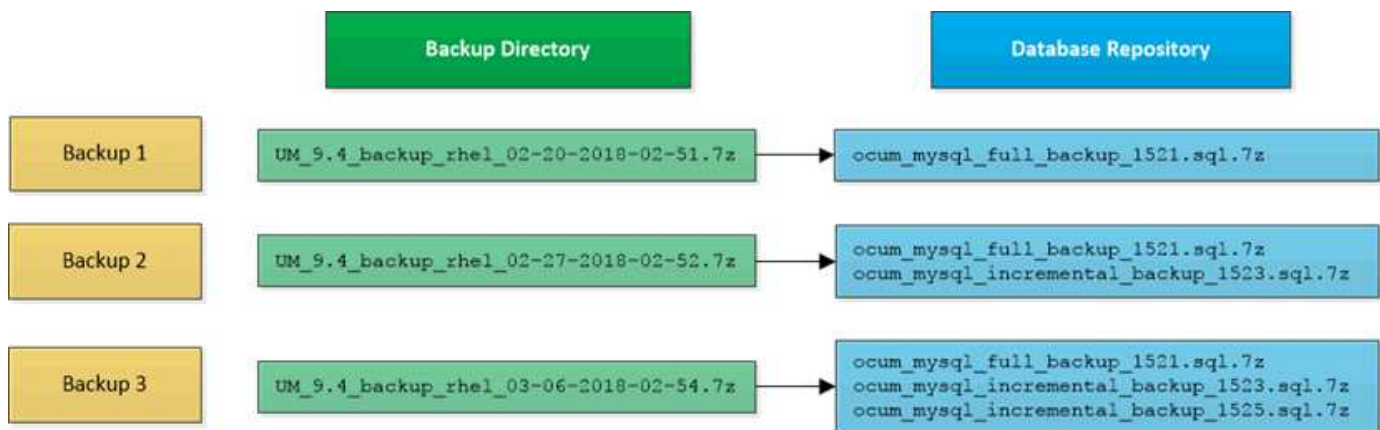 Backup Directory
Database Repository
Backup 1
UM_9.4_backup_rhel_02-20-2018-02-51.7z
ocum_mysql_full_backup_1521.sql.7z
Backup 2
UM_9.4_backup_rhel_02-27-2018-02-52.7z
ocum_mysql_full_backup_1521.sql.7z
ocum_mysql_incremental_backup_1523.sql.7z
Backup 3
UM_9.4_backup_rhel_03-06-2018-02-54.7z
ocum_mysql_full_backup_1521.sql.7z
ocum_mysql_incremental_backup_1523.sql.7z
ocum_mysql_incremental_backup_1525.sql.7z